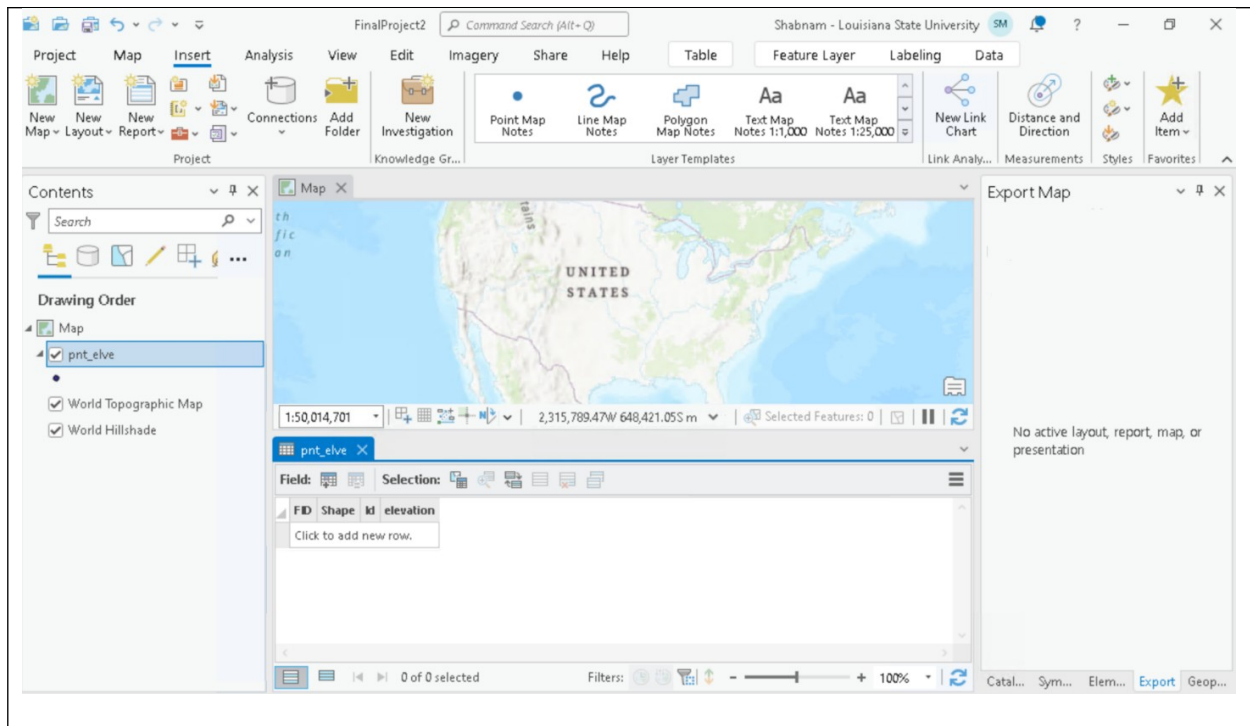 FinalProject2
Command Search (Alt+Q)
Shabnam - Louisiana State University
SM
?
Project Map Insert Analysis View Edit Imagery Share Help Table Feature Layer Labeling Data
New Map
New Layout
New Report
Connections
Add Folder
New Investigation
Point Map Notes
Line Map Notes
Polygon Map Notes
Aa
Text Map Notes 1:1,000
Aa
Text Map Notes 1:25,000
New Link Chart
Distance and Direction
Add Item
Project
Knowledge Gr...
Layer Templates
Link Analy...
Measurements
Styles
Favorites
Contents
Search
...
Drawing Order
Map
pnt_elve
World Topographic Map
World Hillshade
Map
th
fic
an
tains
UNITED
STATES
1:50,014,701
N
2,315,789.47W 648,421.05S m
Selected Features: 0
pnt_elve
Field:
Selection:
FID Shape Id elevation
Click to add new row.
0 of 0 selected
Filters:
- +
100%
Export Map
No active layout, report, map, or
presentation
Catal... Sym... Elem... Export Geop...